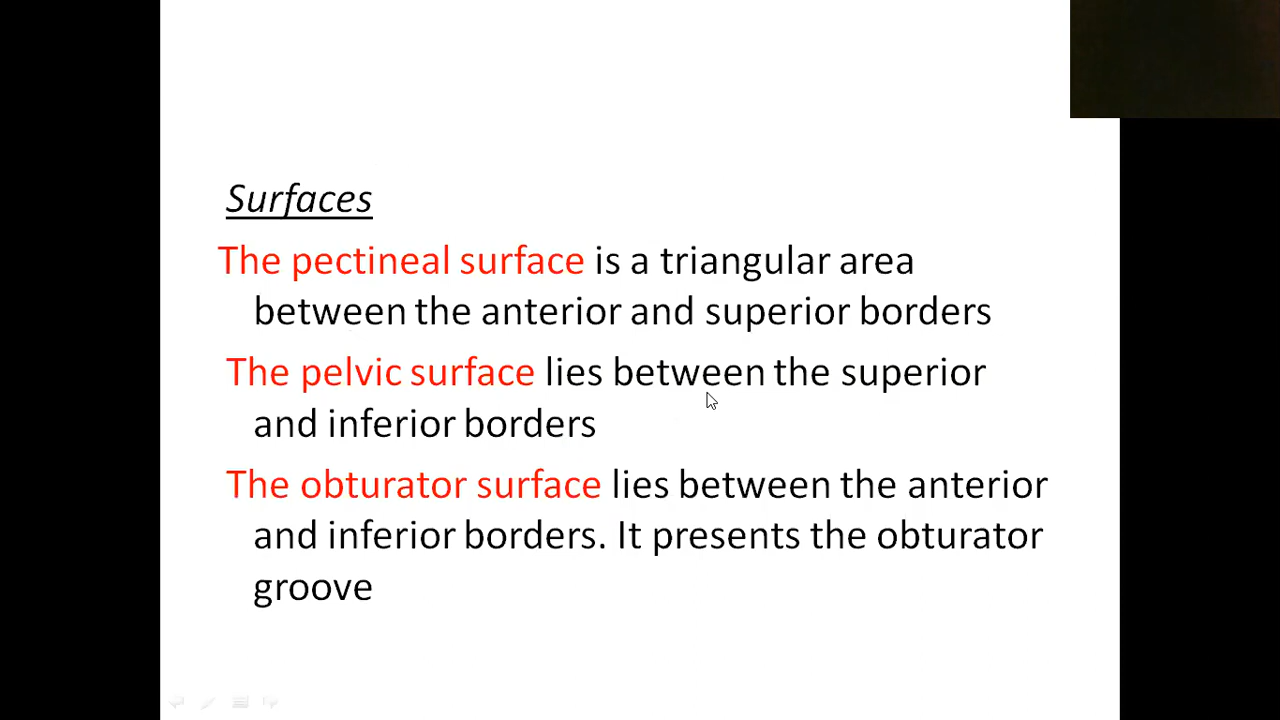 Surfaces
The pectineal surface is a triangular area
between the anterior and superior borders
The pelvic surface lies between the superior
and inferior borders
The obturator surface lies between the anterior
and inferior borders. It presents the obturator
groove